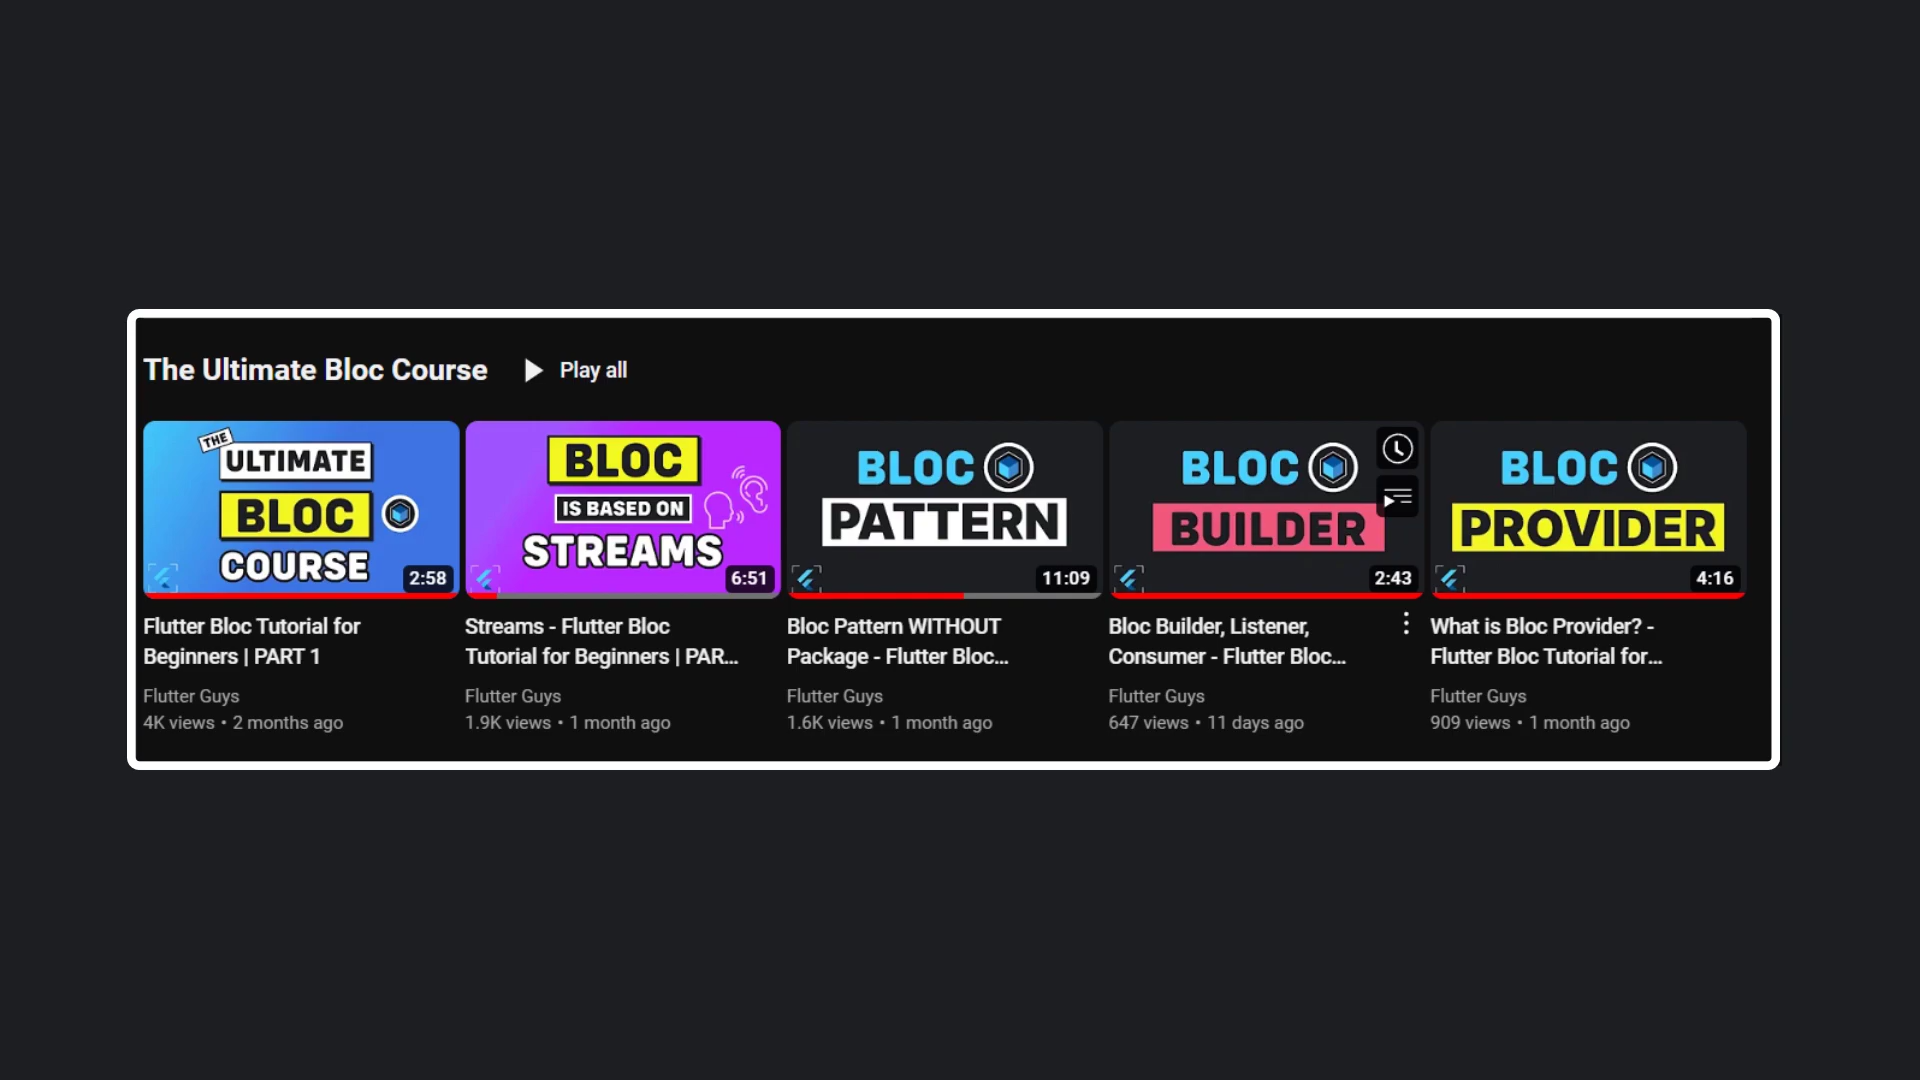 The Ultimate Bloc Course
Play all
THE
ULTIMATE
BLOC
COURSE
2:58
Flutter Bloc Tutorial for
Beginners | PART 1
Flutter Guys
4K views • 2 months ago
BLOC
IS BASED ON
STREAMS
6:51
Streams - Flutter Bloc
Tutorial for Beginners | PAR...
Flutter Guys
1.9K views • 1 month ago
BLOC
PATTERN
11:09
Bloc Pattern WITHOUT
Package - Flutter Bloc...
Flutter Guys
1.6K views • 1 month ago
BLOC
BUILDER
2:43
Bloc Builder, Listener,
Consumer - Flutter Bloc...
Flutter Guys
647 views • 11 days ago
BLOC
PROVIDER
4:16
What is Bloc Provider? -
Flutter Bloc Tutorial for...
Flutter Guys
909 views • 1 month ago